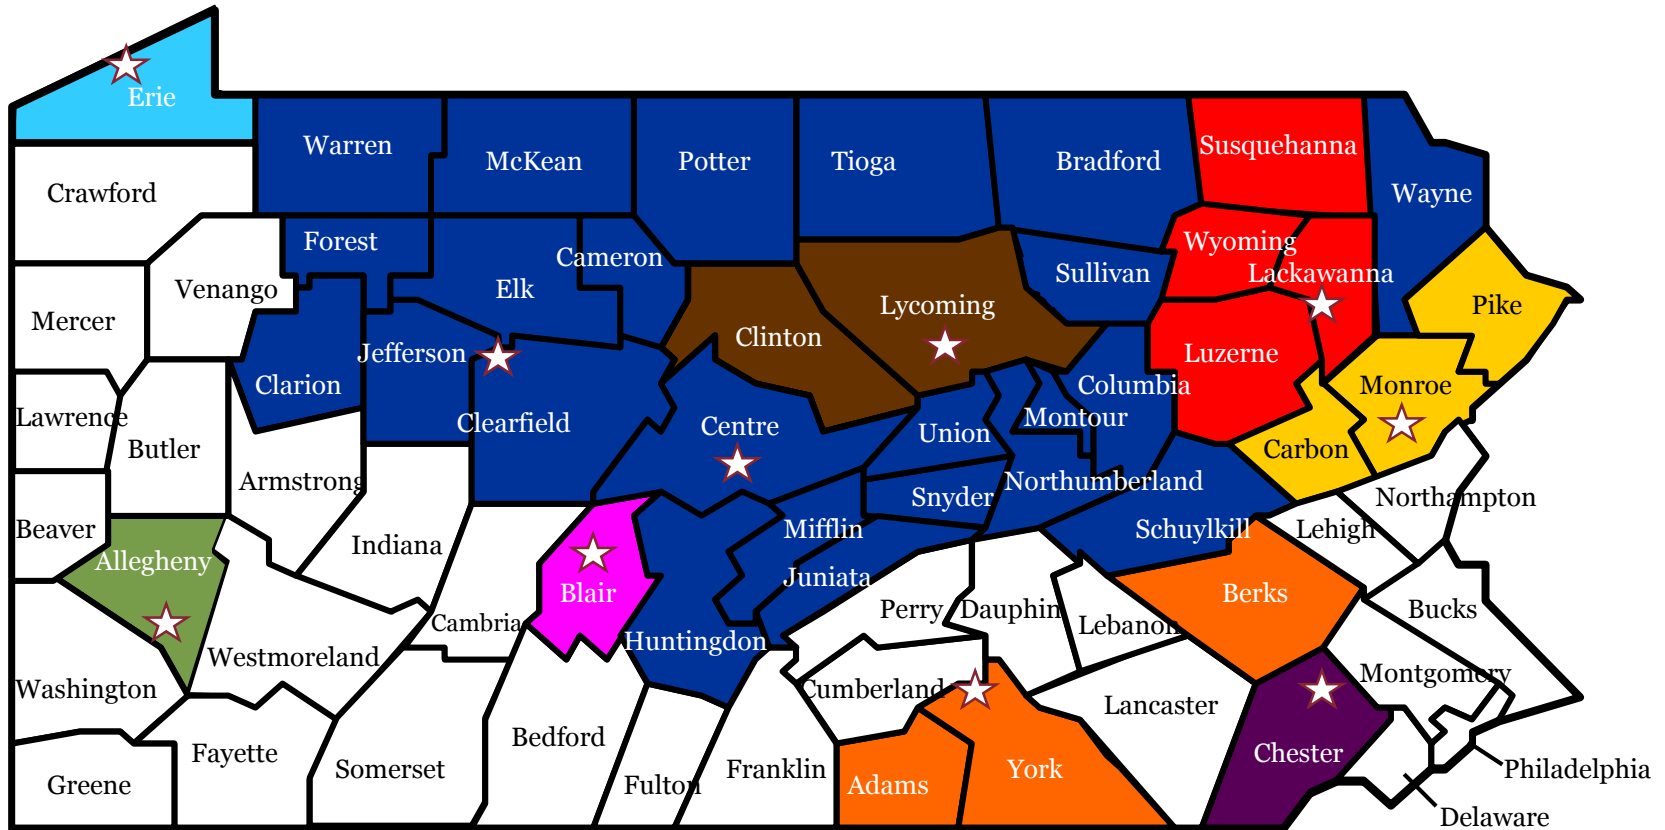 Erie
Warren
McKean
Potter
Tioga
Bradford
Susquehanna
Wayne
Crawford
Forest
Cameron
Wyoming
Lackawanna
Sullivan
Venango
Elk
Mercer
Lycoming
Pike
Clinton
Jefferson
Luzerne
Clarion
Columbia
Monroe
Lawrence
Butler
Clearfield
Centre
Union
Montour
Carbon
Armstrong
Snyder
Northumberland
Northampton
Beaver
Indiana
Mifflin
Schuylkill
Lehigh
Allegheny
Juniata
Blair
Berks
Perry
Dauphin
Bucks
Cambria
Lebanon
Huntingdon
Westmoreland
Washington
Cumberland
Montgomery
Lancaster
Bedford
Fayette
Chester
Somerset
Franklin
York
Philadelphia
Greene
Fulton
Adams
Delaware